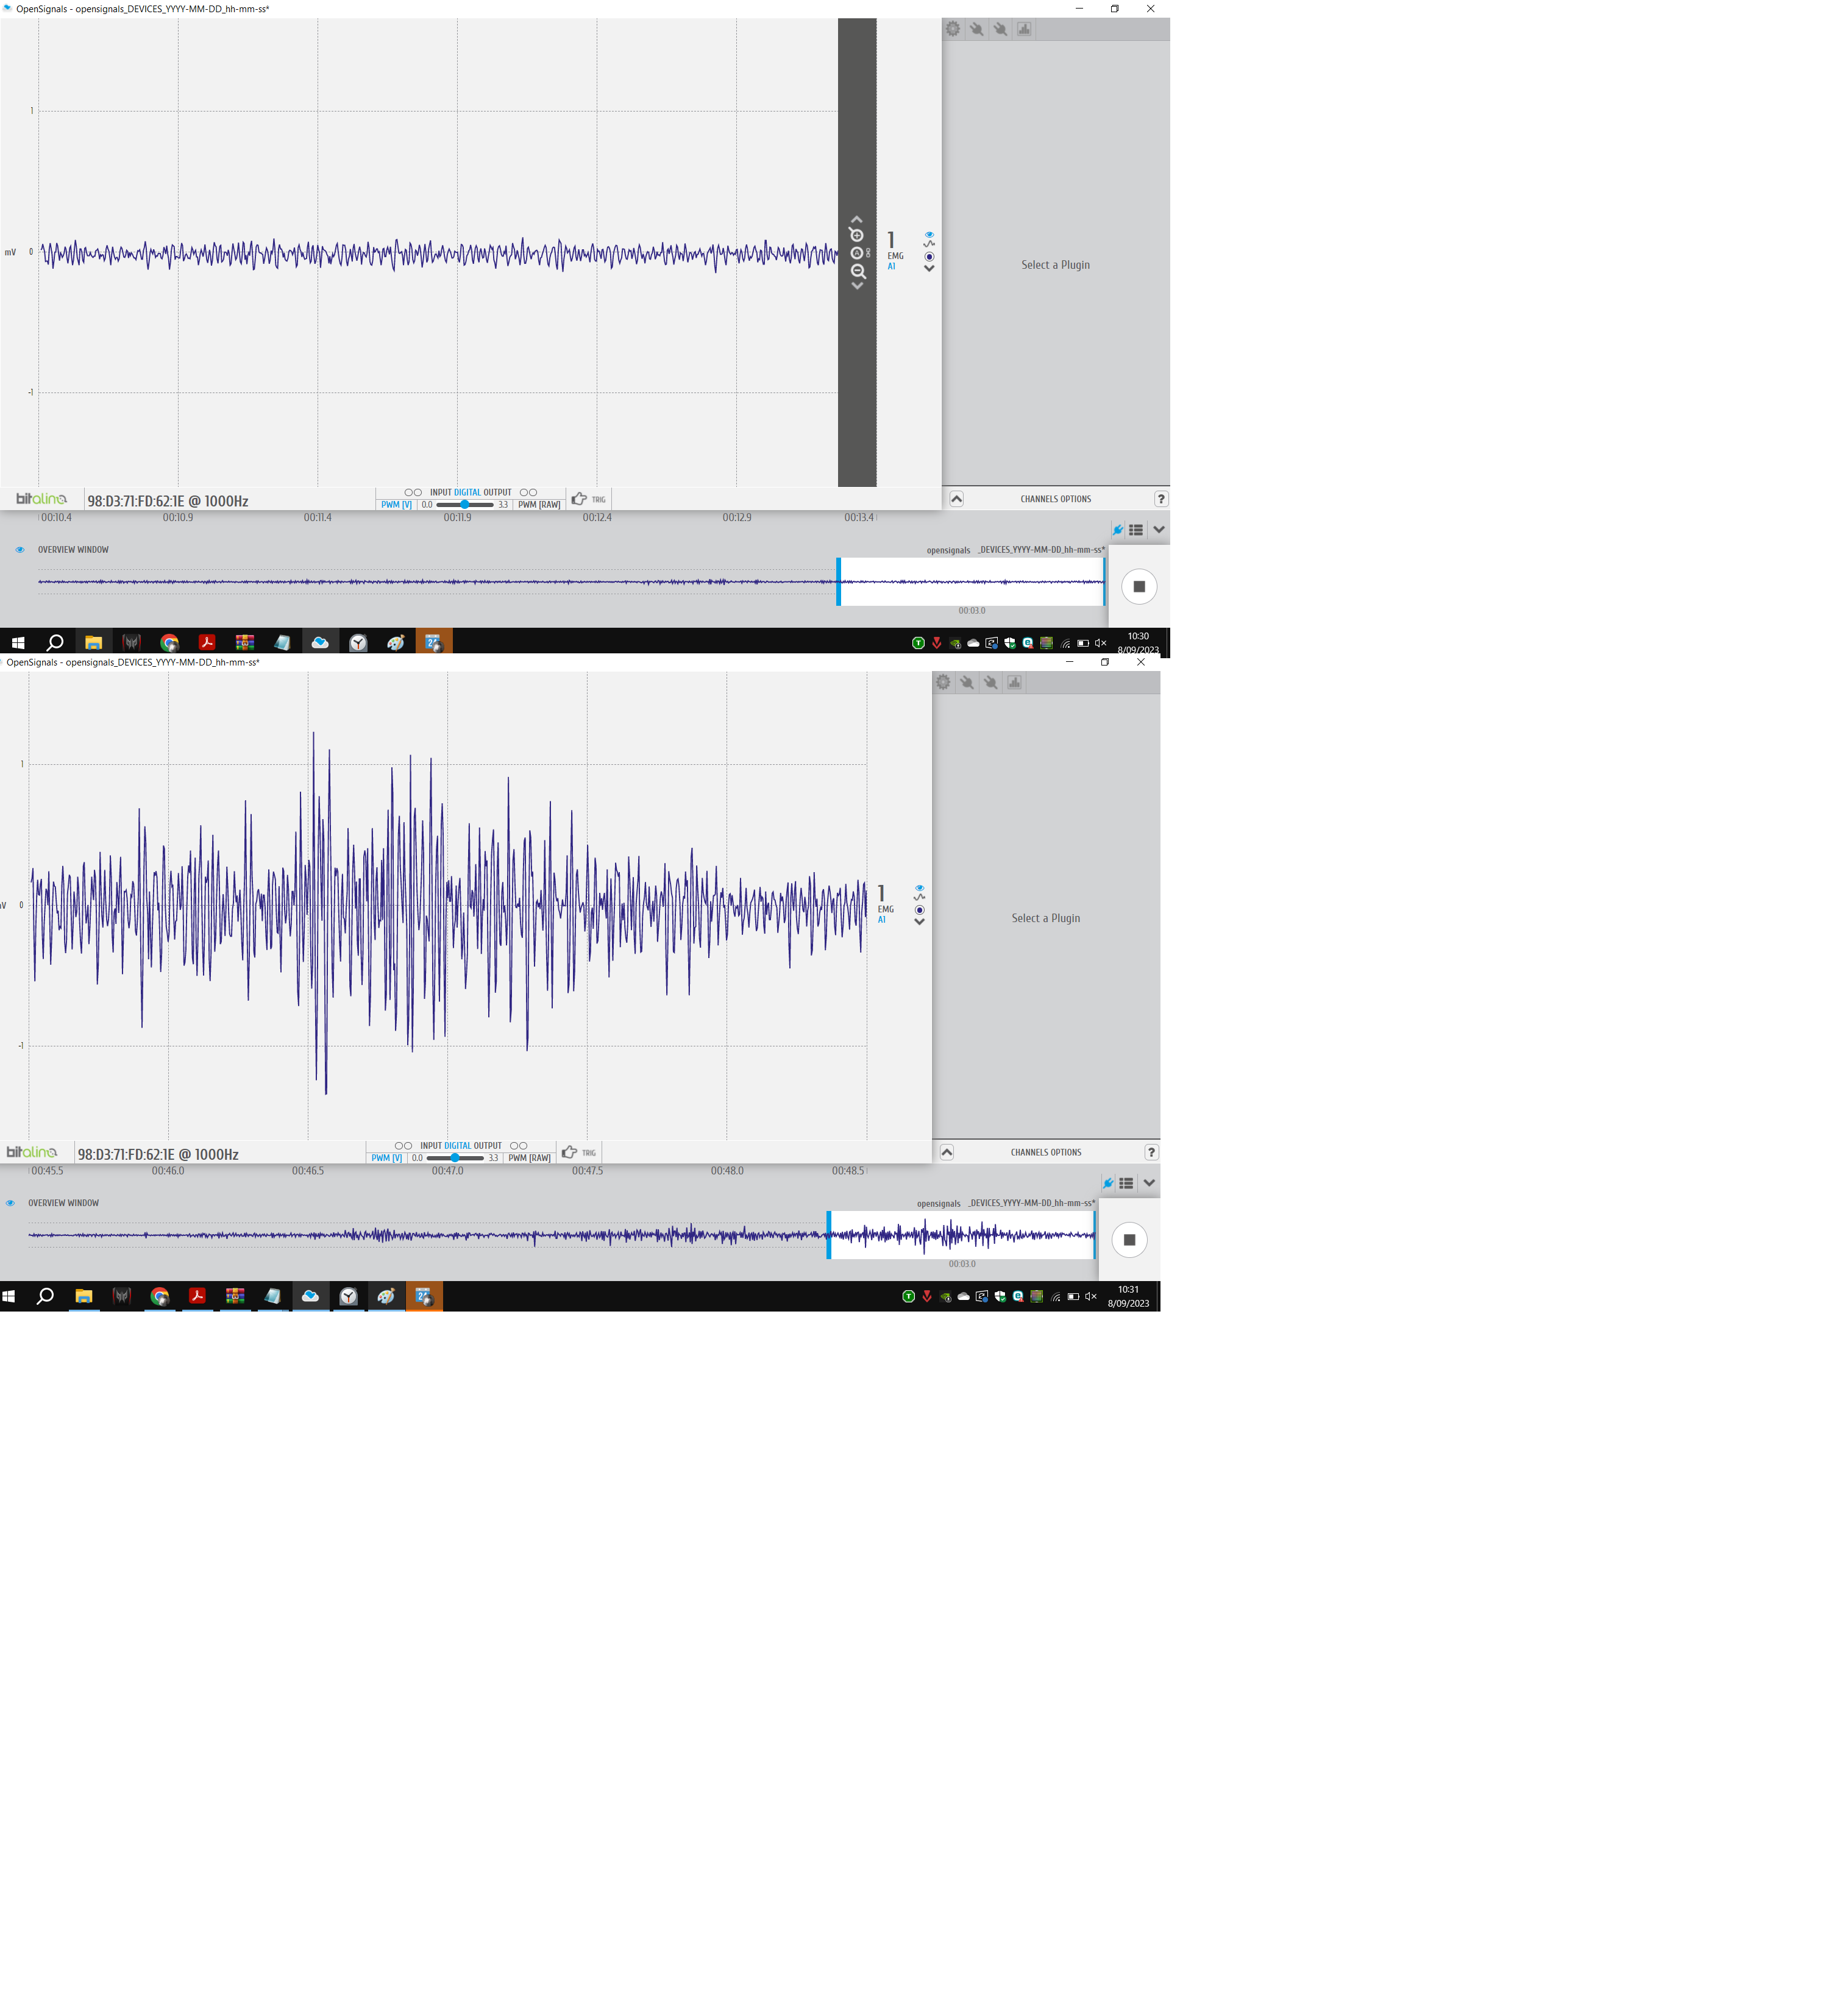 OpenSignals - opensignals_DEVICES_YYYY-MM-DD_hh-mm-ss*
1
mV 0
-1
1
EMG
A1
Select a Plugin
bitalino 98:D3:71:FD:62:1E @ 1000Hz
INPUT DIGITAL OUTPUT
PWM [V] 0.0 3.3 PWM [RAW]
TRIG
CHANNELS OPTIONS ?
00:10.4 00:10.9 00:11.4 00:11.9 00:12.4 00:12.9 00:13.4
OVERVIEW WINDOW
opensignals _DEVICES_YYYY-MM-DD_hh-mm-ss*
00:03.0
10:30
8/09/2023
OpenSignals - opensignals_DEVICES_YYYY-MM-DD_hh-mm-ss*
1
V 0
-1
1
EMG
A1
Select a Plugin
bitalino 98:D3:71:FD:62:1E @ 1000Hz
INPUT DIGITAL OUTPUT
PWM [V] 0.0 3.3 PWM [RAW]
TRIG
CHANNELS OPTIONS ?
00:45.5 00:46.0 00:46.5 00:47.0 00:47.5 00:48.0 00:48.5
OVERVIEW WINDOW
opensignals _DEVICES_YYYY-MM-DD_hh-mm-ss*
00:03.0
10:31
8/09/2023